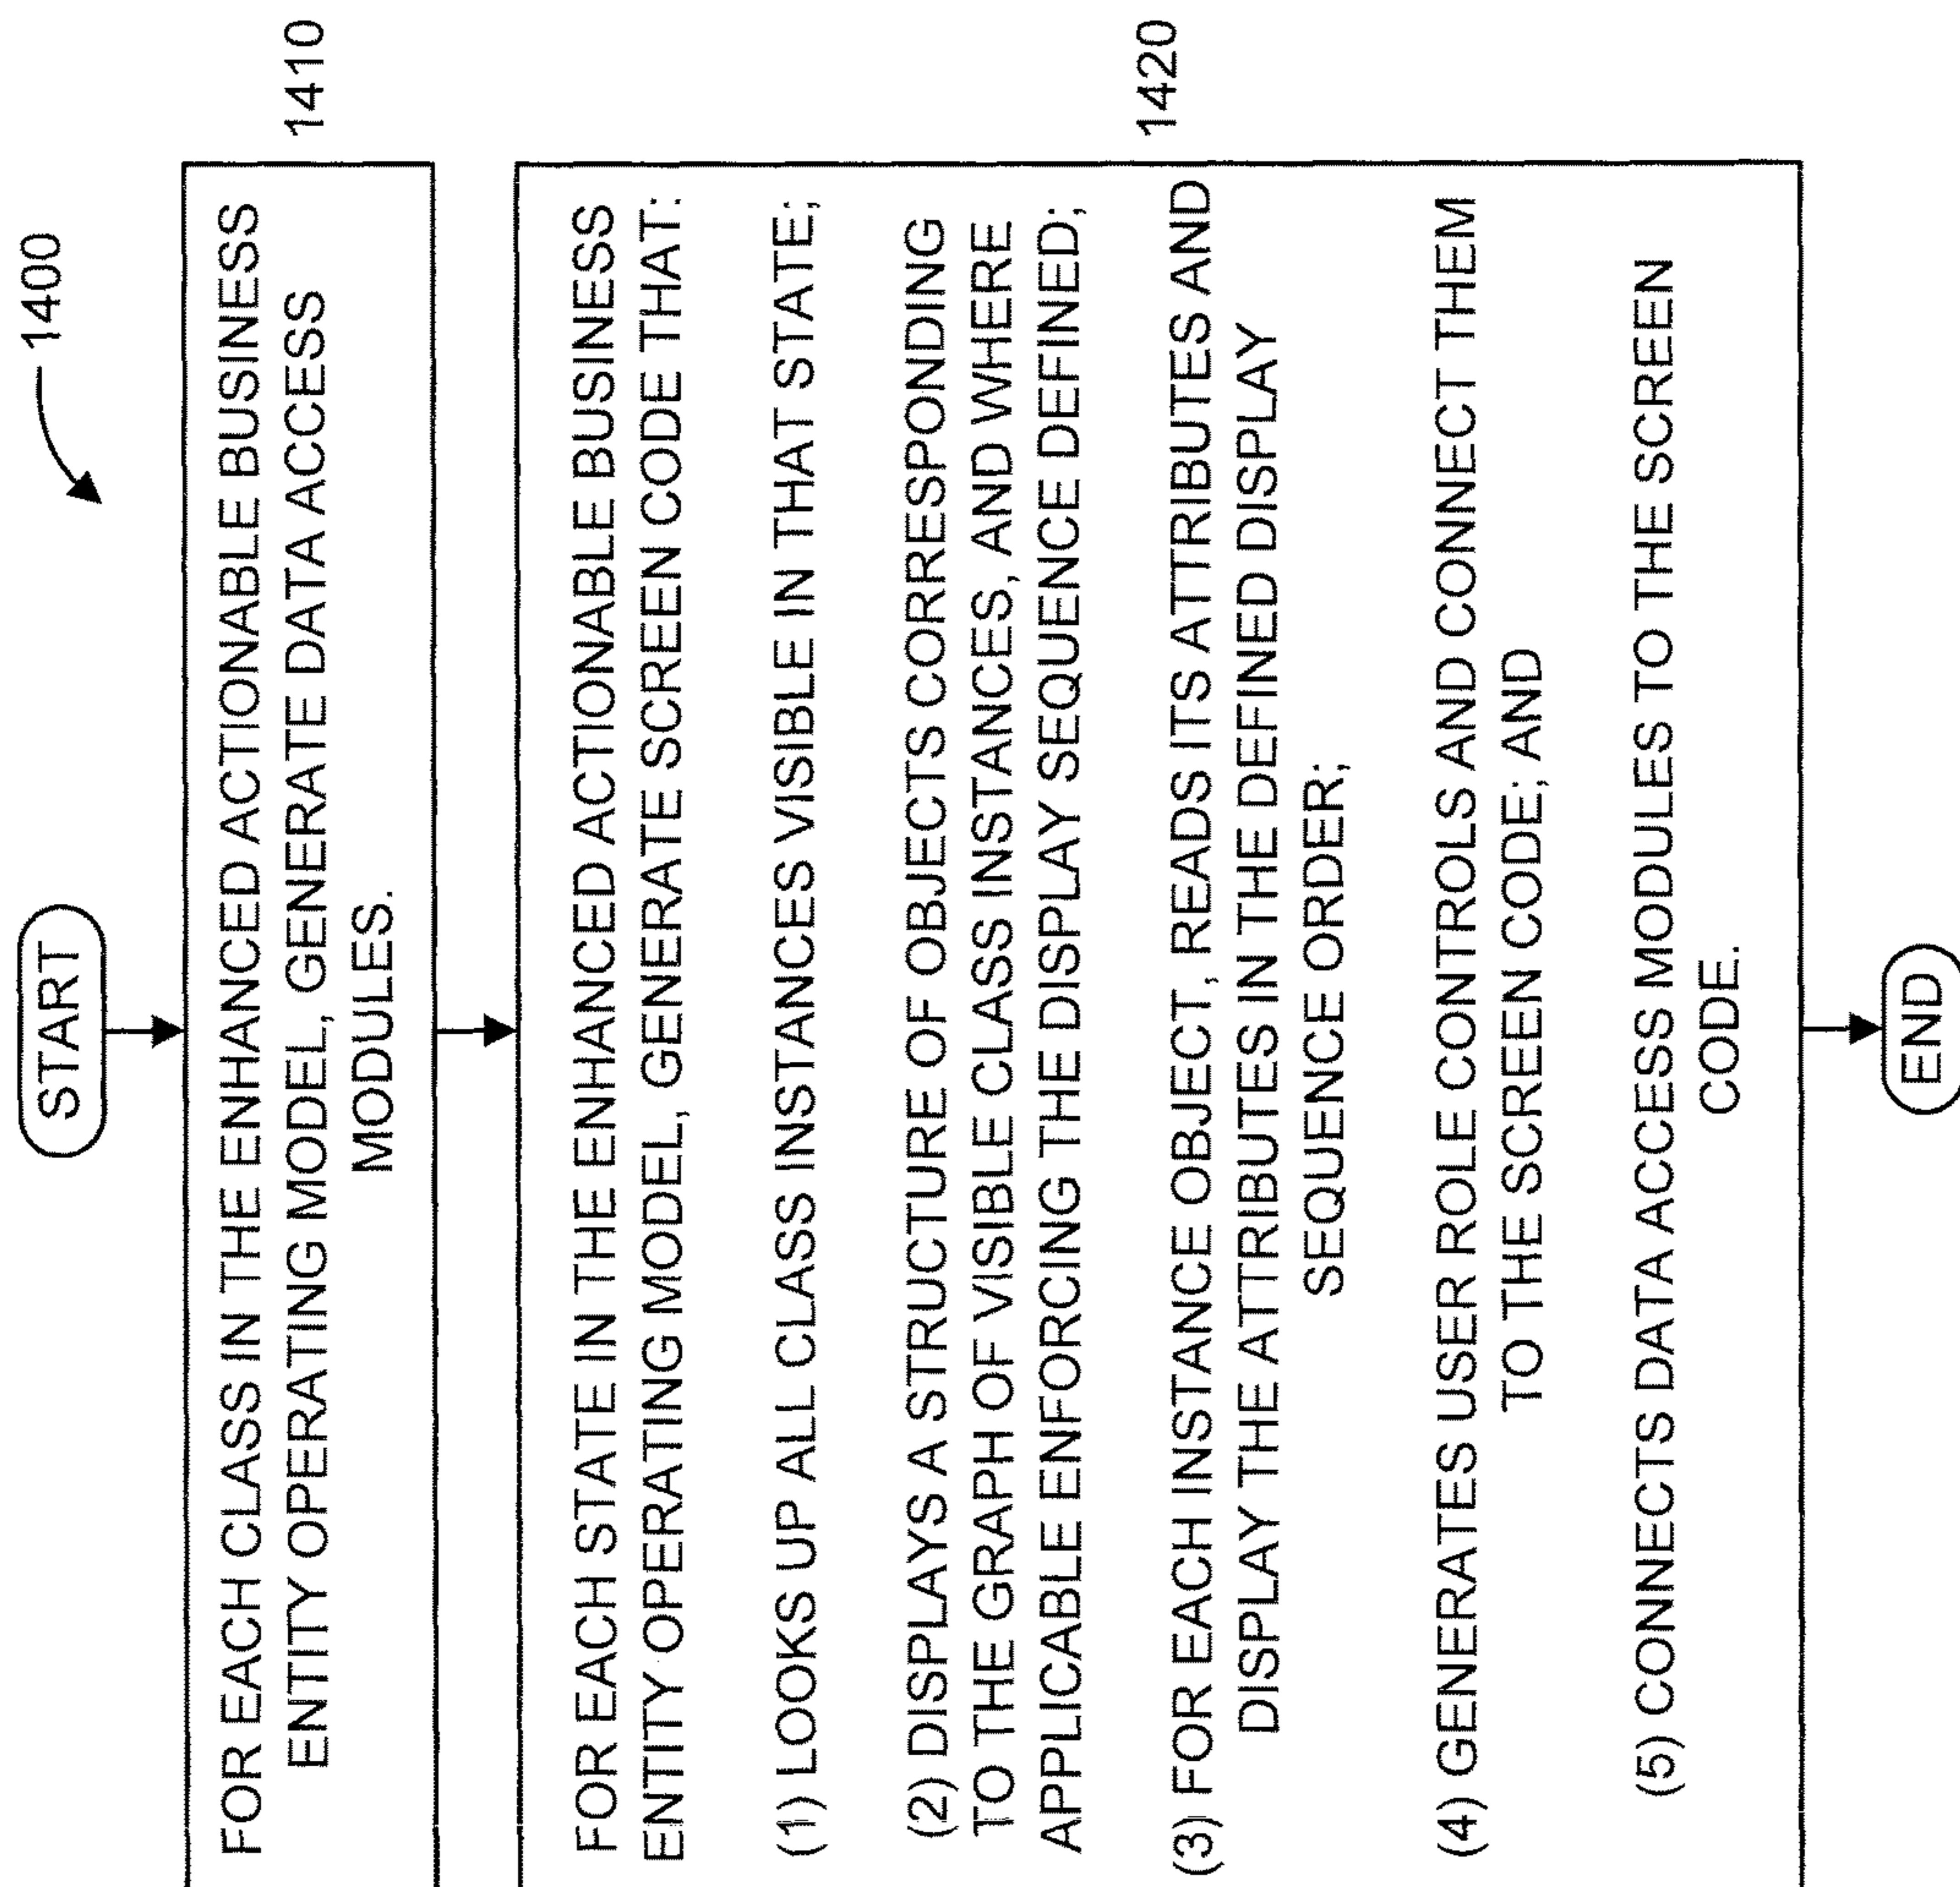 1400
START
FOR EACH CLASS IN THE ENHANCED ACTIONABLE BUSINESS
ENTITY OPERATING MODEL, GENERATE DATA ACCESS
MODULES.
1410
FOR EACH STATE IN THE ENHANCED ACTIONABLE BUSINESS
ENTITY OPERATING MODEL, GENERATE SCREEN CODE THAT:
(1) LOOKS UP ALL CLASS INSTANCES VISIBLE IN THAT STATE;
(2) DISPLAYS A STRUCTURE OF OBJECTS CORRESPONDING
TO THE GRAPH OF VISIBLE CLASS INSTANCES, AND WHERE
APPLICABLE ENFORCING THE DISPLAY SEQUENCE DEFINED;
(3) FOR EACH INSTANCE OBJECT, READS ITS ATTRIBUTES AND
DISPLAY THE ATTRIBUTES IN THE DEFINED DISPLAY
SEQUENCE ORDER;
(4) GENERATES USER ROLE CONTROLS AND CONNECT THEM
TO THE SCREEN CODE; AND
(5) CONNECTS DATA ACCESS MODULES TO THE SCREEN
CODE.
1420
END